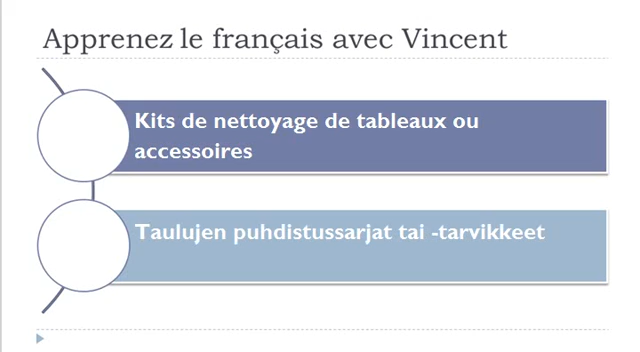 Apprenez le français avec Vincent
Kits de nettoyage de tableaux ou
accessoires
Taulujen puhdistussarjat tai -tarvikkeet